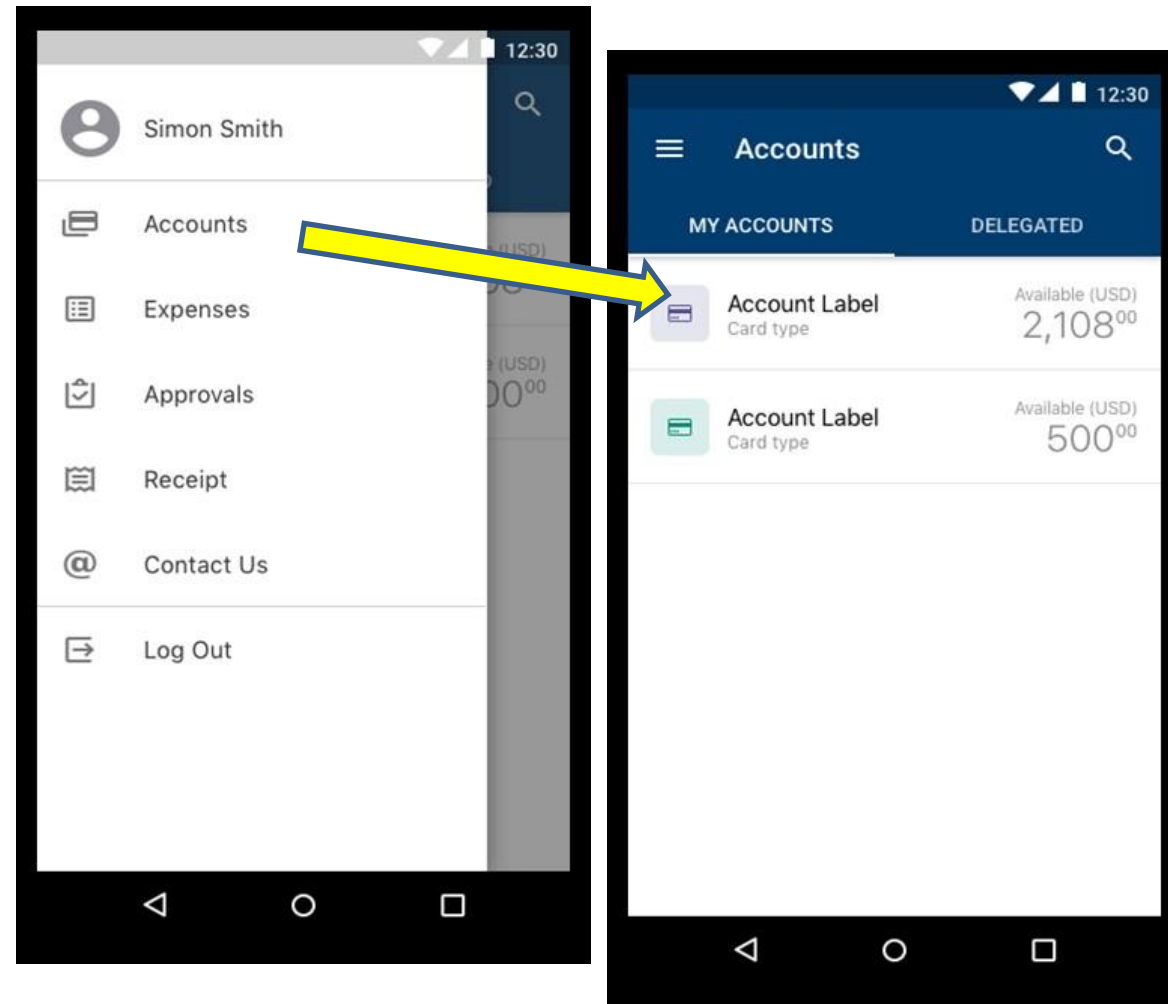 12:30
Simon Smith
Accounts
Expenses
Approvals
Receipt
Contact Us
Log Out
(USD)
(USD)
00⁰⁰
12:30
Accounts
MY ACCOUNTS DELEGATED
Account Label Available (USD)
Card type 2,108⁰⁰
Account Label Available (USD)
Card type 500⁰⁰